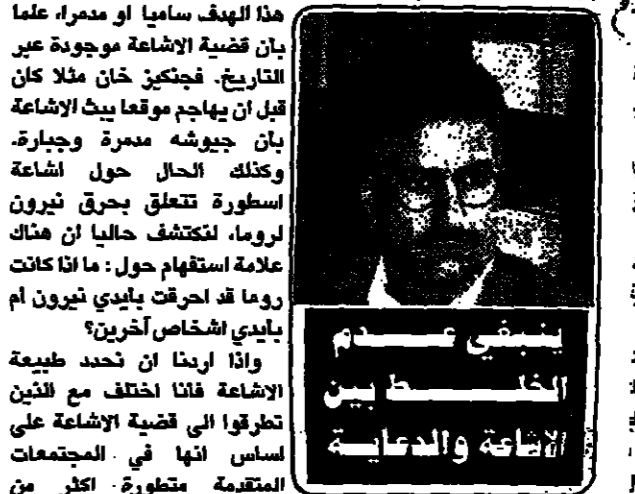 هذا الهدف ساميا او مدمرا، علما
بأن قضية الاشاعة موجودة عبر
التاريخ. فجنكيز خان مثلا كان
قبل ان يهاجم موقعا يبث الاشاعة
بأن جيوشه مدمرة وجبارة.
وكذلك الحال حول اشاعة
اسطورة تتعلق بحرق نيرون
لروما، لنكتشف حاليا ان هناك
علامة استفهام حول: ما اذا كانت
روما قد احرقت بأيدي نيرون أم
بأيدي اشخاص آخرين؟
واذا اردنا ان نحدد طبيعة
الاشاعة فانا اختلف مع الذين
تطرقوا الى قضية الاشاعة على
اساس انها في المجتمعات
المتقدمة متطورة اكثر من
ينبغي عدم
الخلط بين
الاشاعة والدعاية